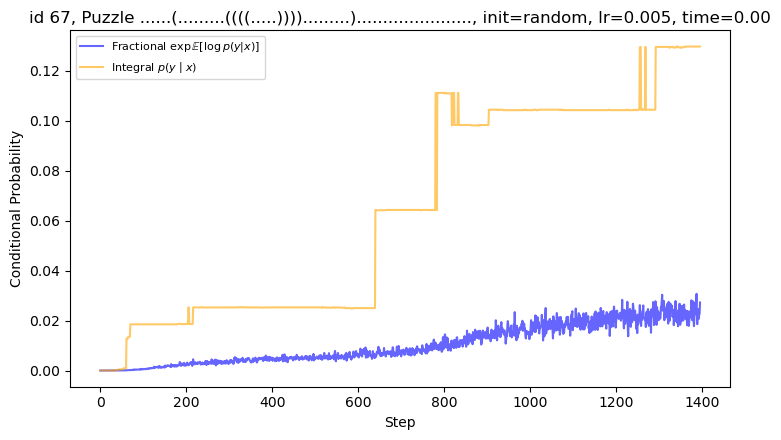 id 67, Puzzle ......(.........((((.....)))).........)......................, init=random, lr=0.005, time=0.00
Fractional exp𝔼[log p(y|x)]
Integral p(y | x)
Conditional Probability
0.12
0.10
0.08
0.06
0.04
0.02
0.00
0 200 400 600 800 1000 1200 1400
Step